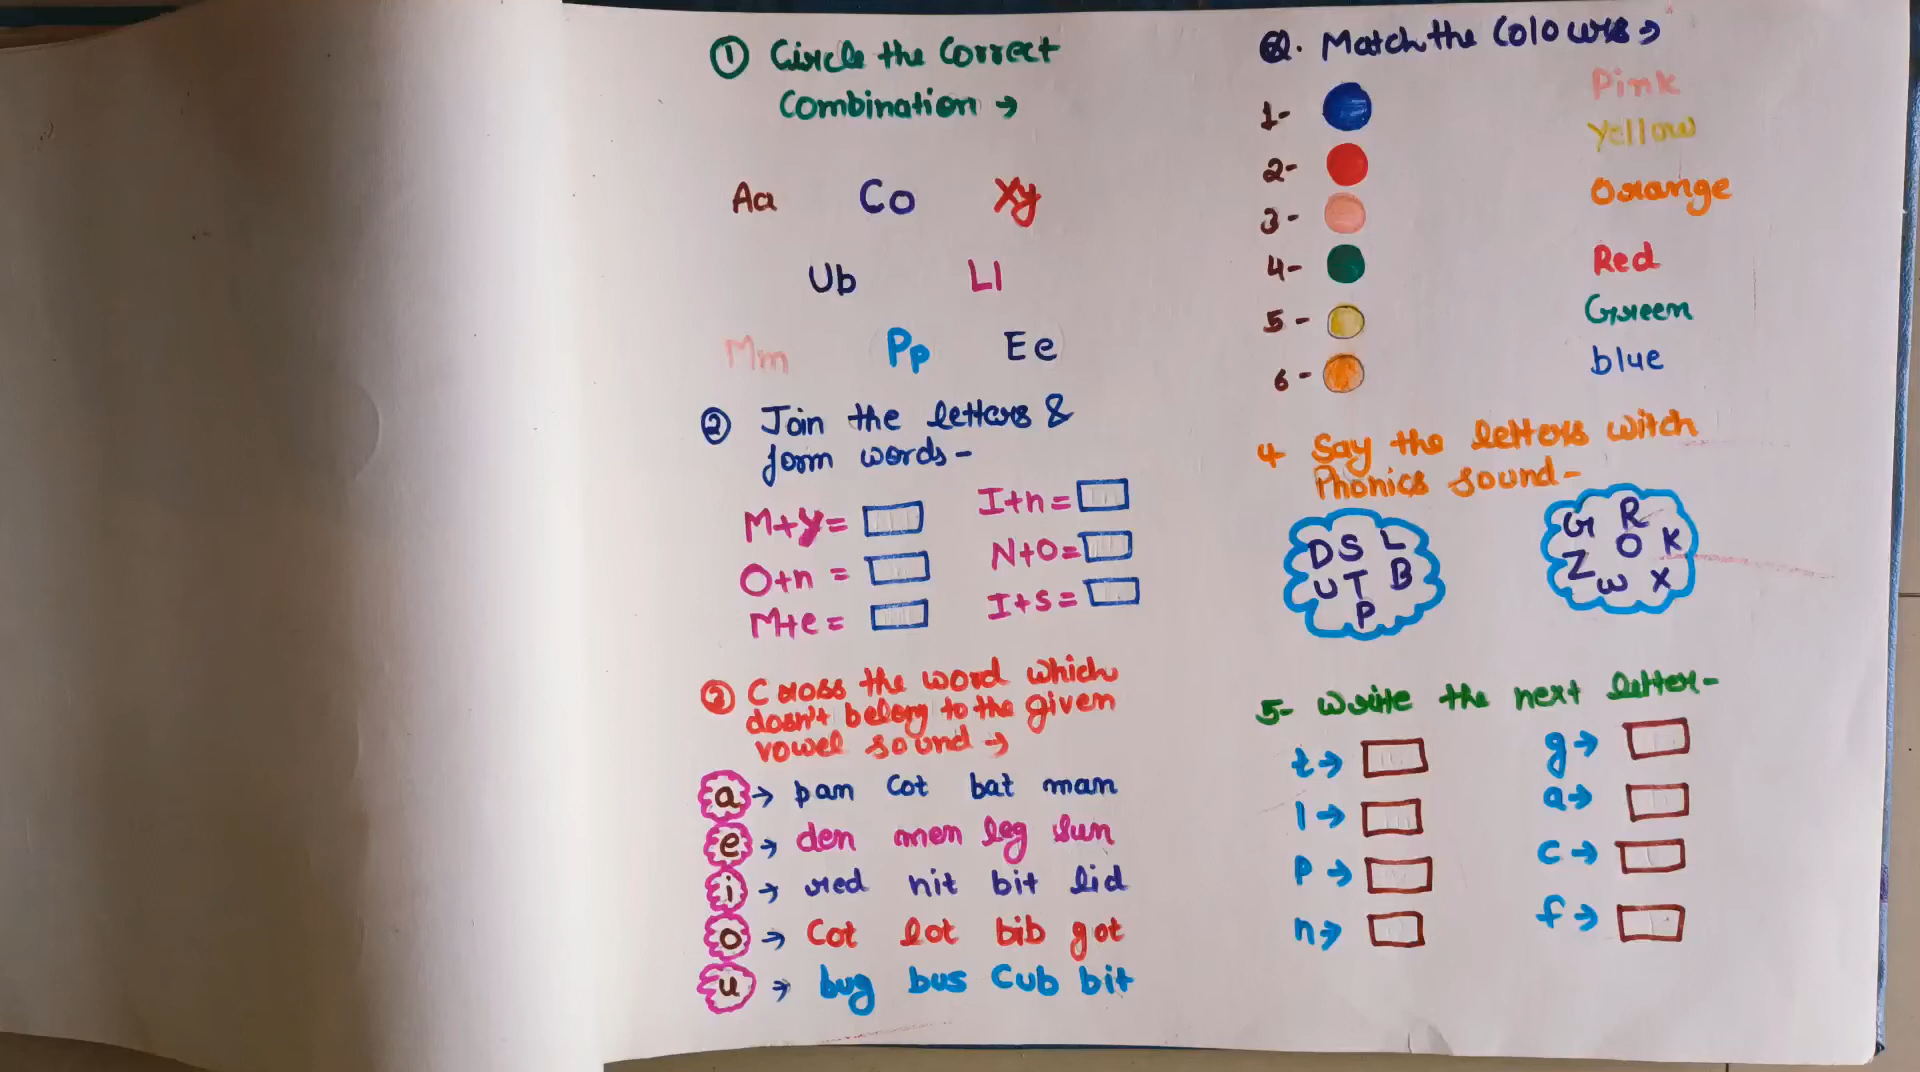 ① Circle the Correct
Combination →
Aa Co Xy
Ub Ll
Mm Pp Ee
② Join the letters &
form words-
M+y= I+n=
O+n = N+O=
M+e = I+s=
③ Cross the word which
dosn't belong to the given
vowel sound →
a → pan Cot bat man
e → den men leg sun
i → red nit bit lid
o → Cot lot bib got
u → bug bus Cub bit
Q. Match the Colours →
1- Pink
2- Yellow
3- Orange
4- Red
5- Green
6- blue
4 Say the letters witch
Phonics sound-
D S L
U T B
P
G R
Z O K
W X
5- Write the next letter-
t → g →
l → a →
p → c →
n → f →